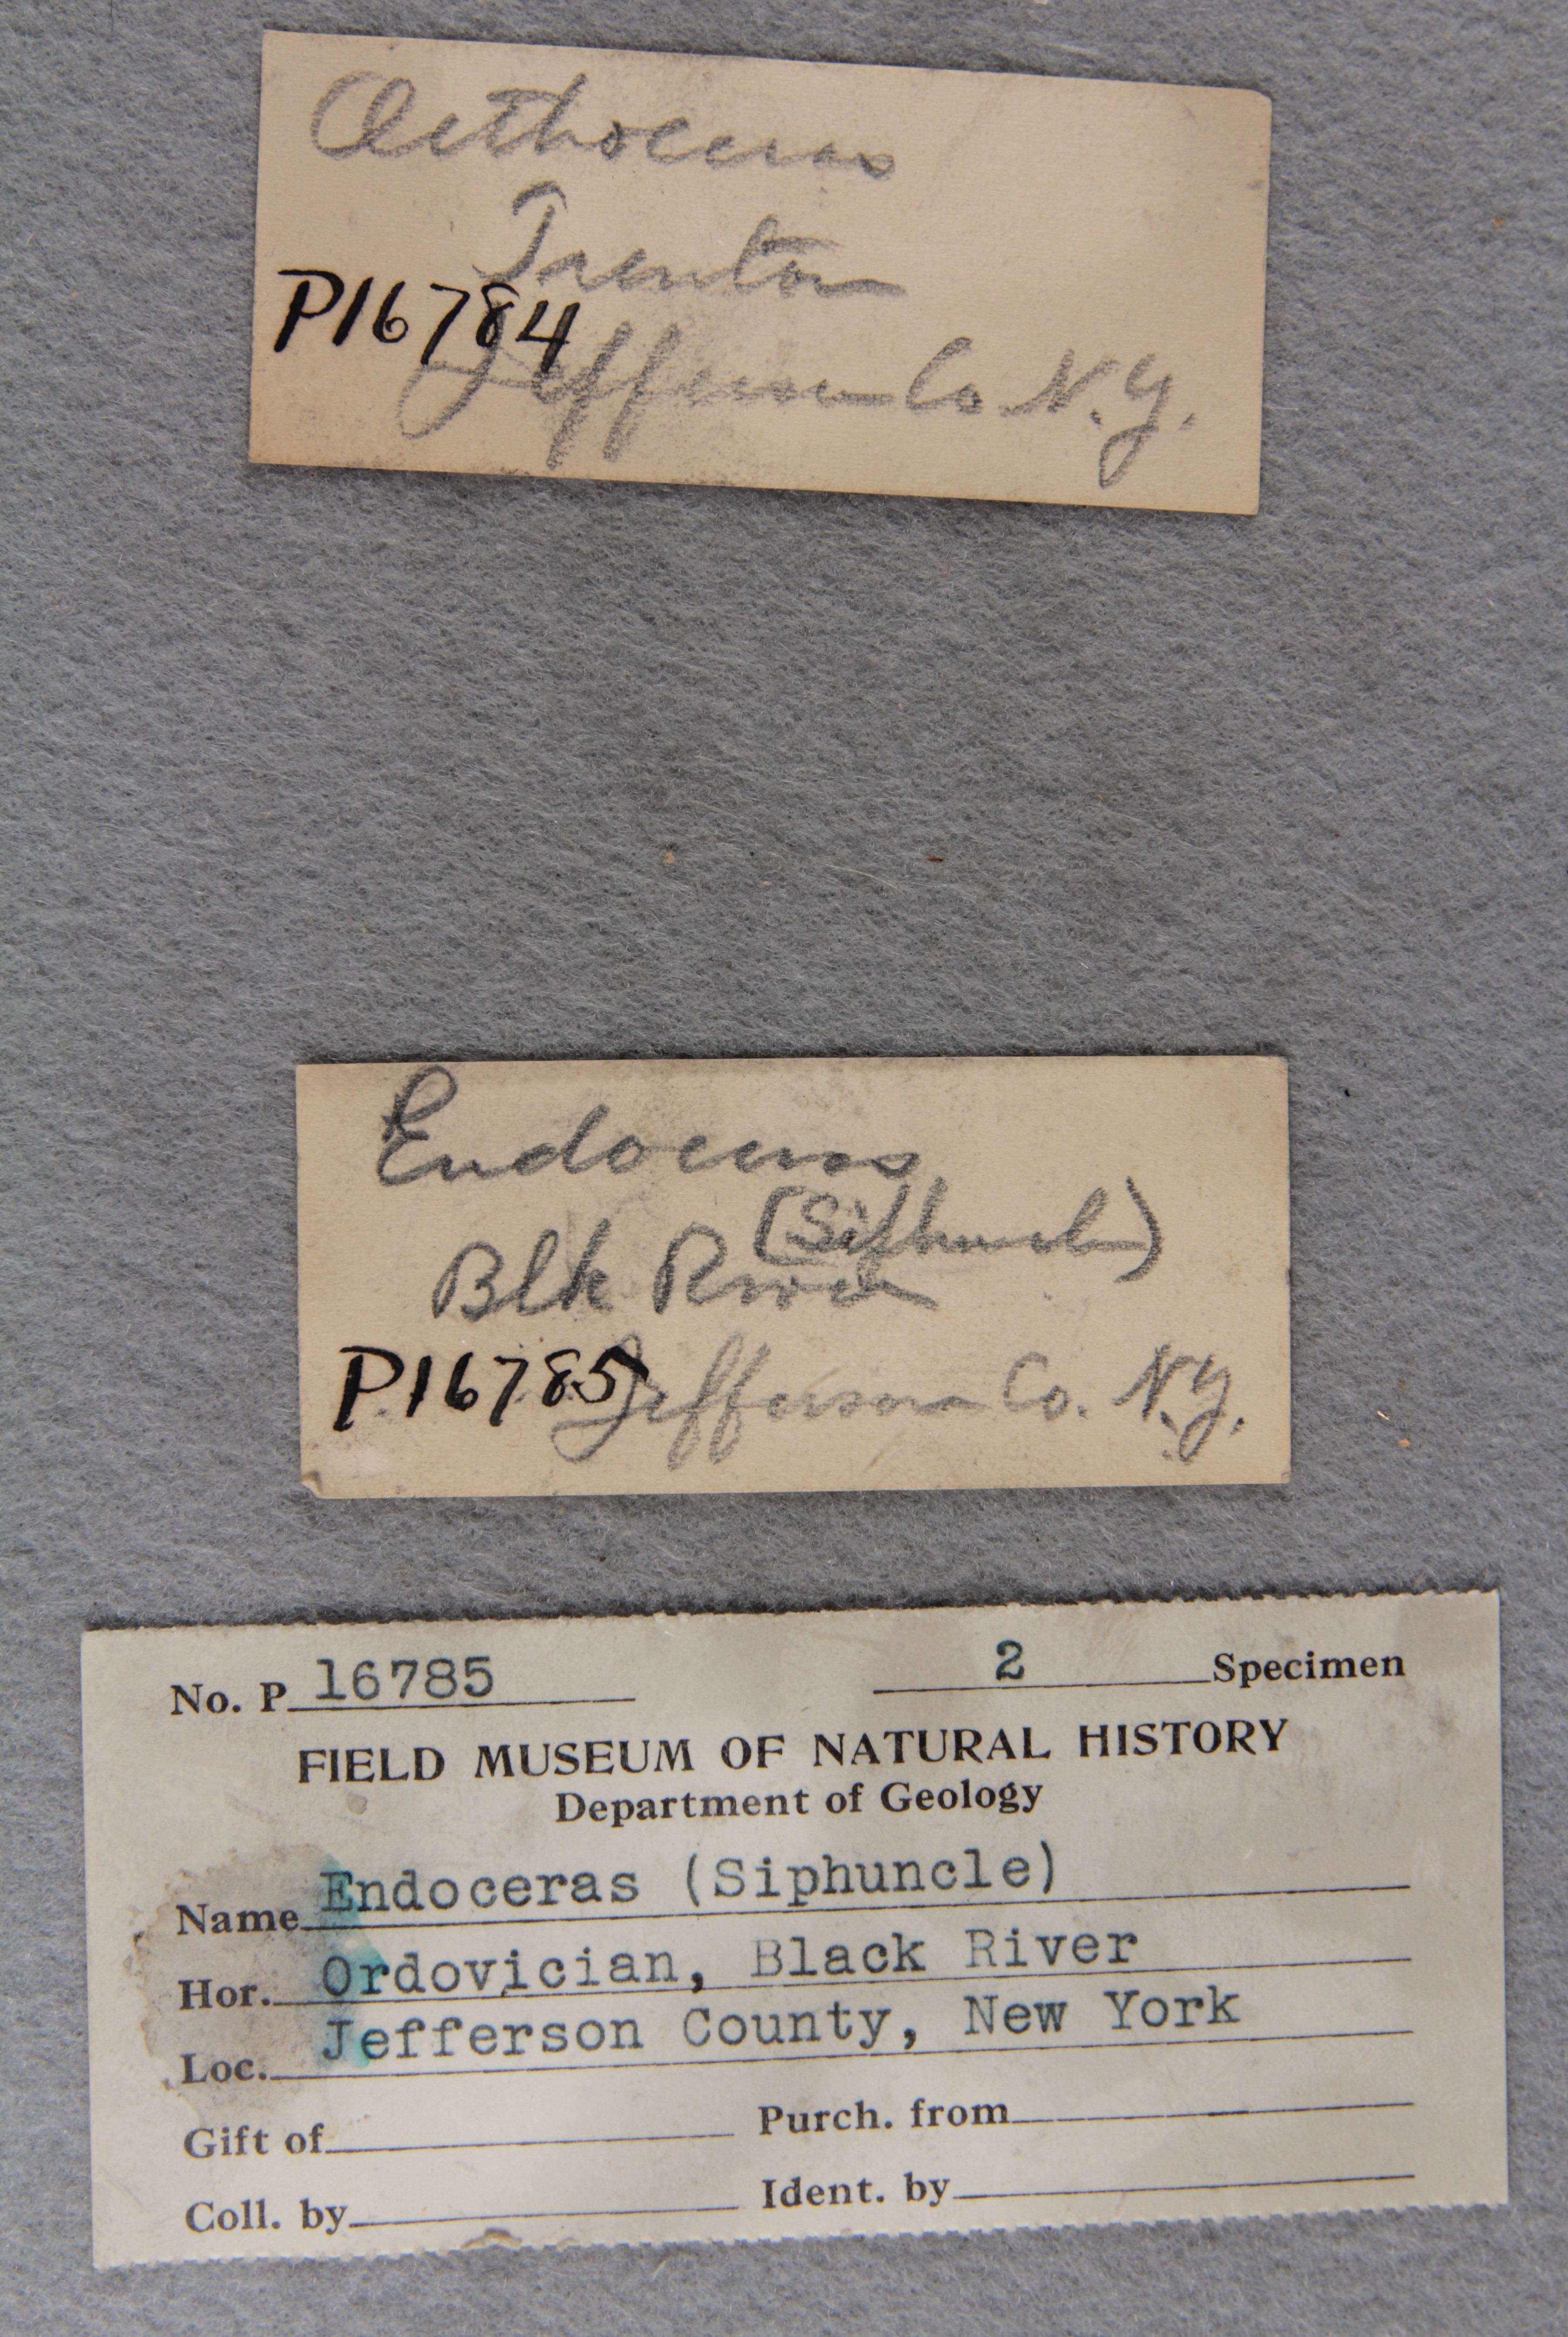 Orthoceras
Trenton
P16784
Jefferson Co N.Y.
Endoceras
(Siphuncle)
Blk River
P16785 Jefferson Co. N.Y.
No. P 16785 2 Specimen
FIELD MUSEUM OF NATURAL HISTORY
Department of Geology
Name Endoceras (Siphuncle)
Hor. Ordovician, Black River
Loc. Jefferson County, New York
Gift of Purch. from
Coll. by Ident. by